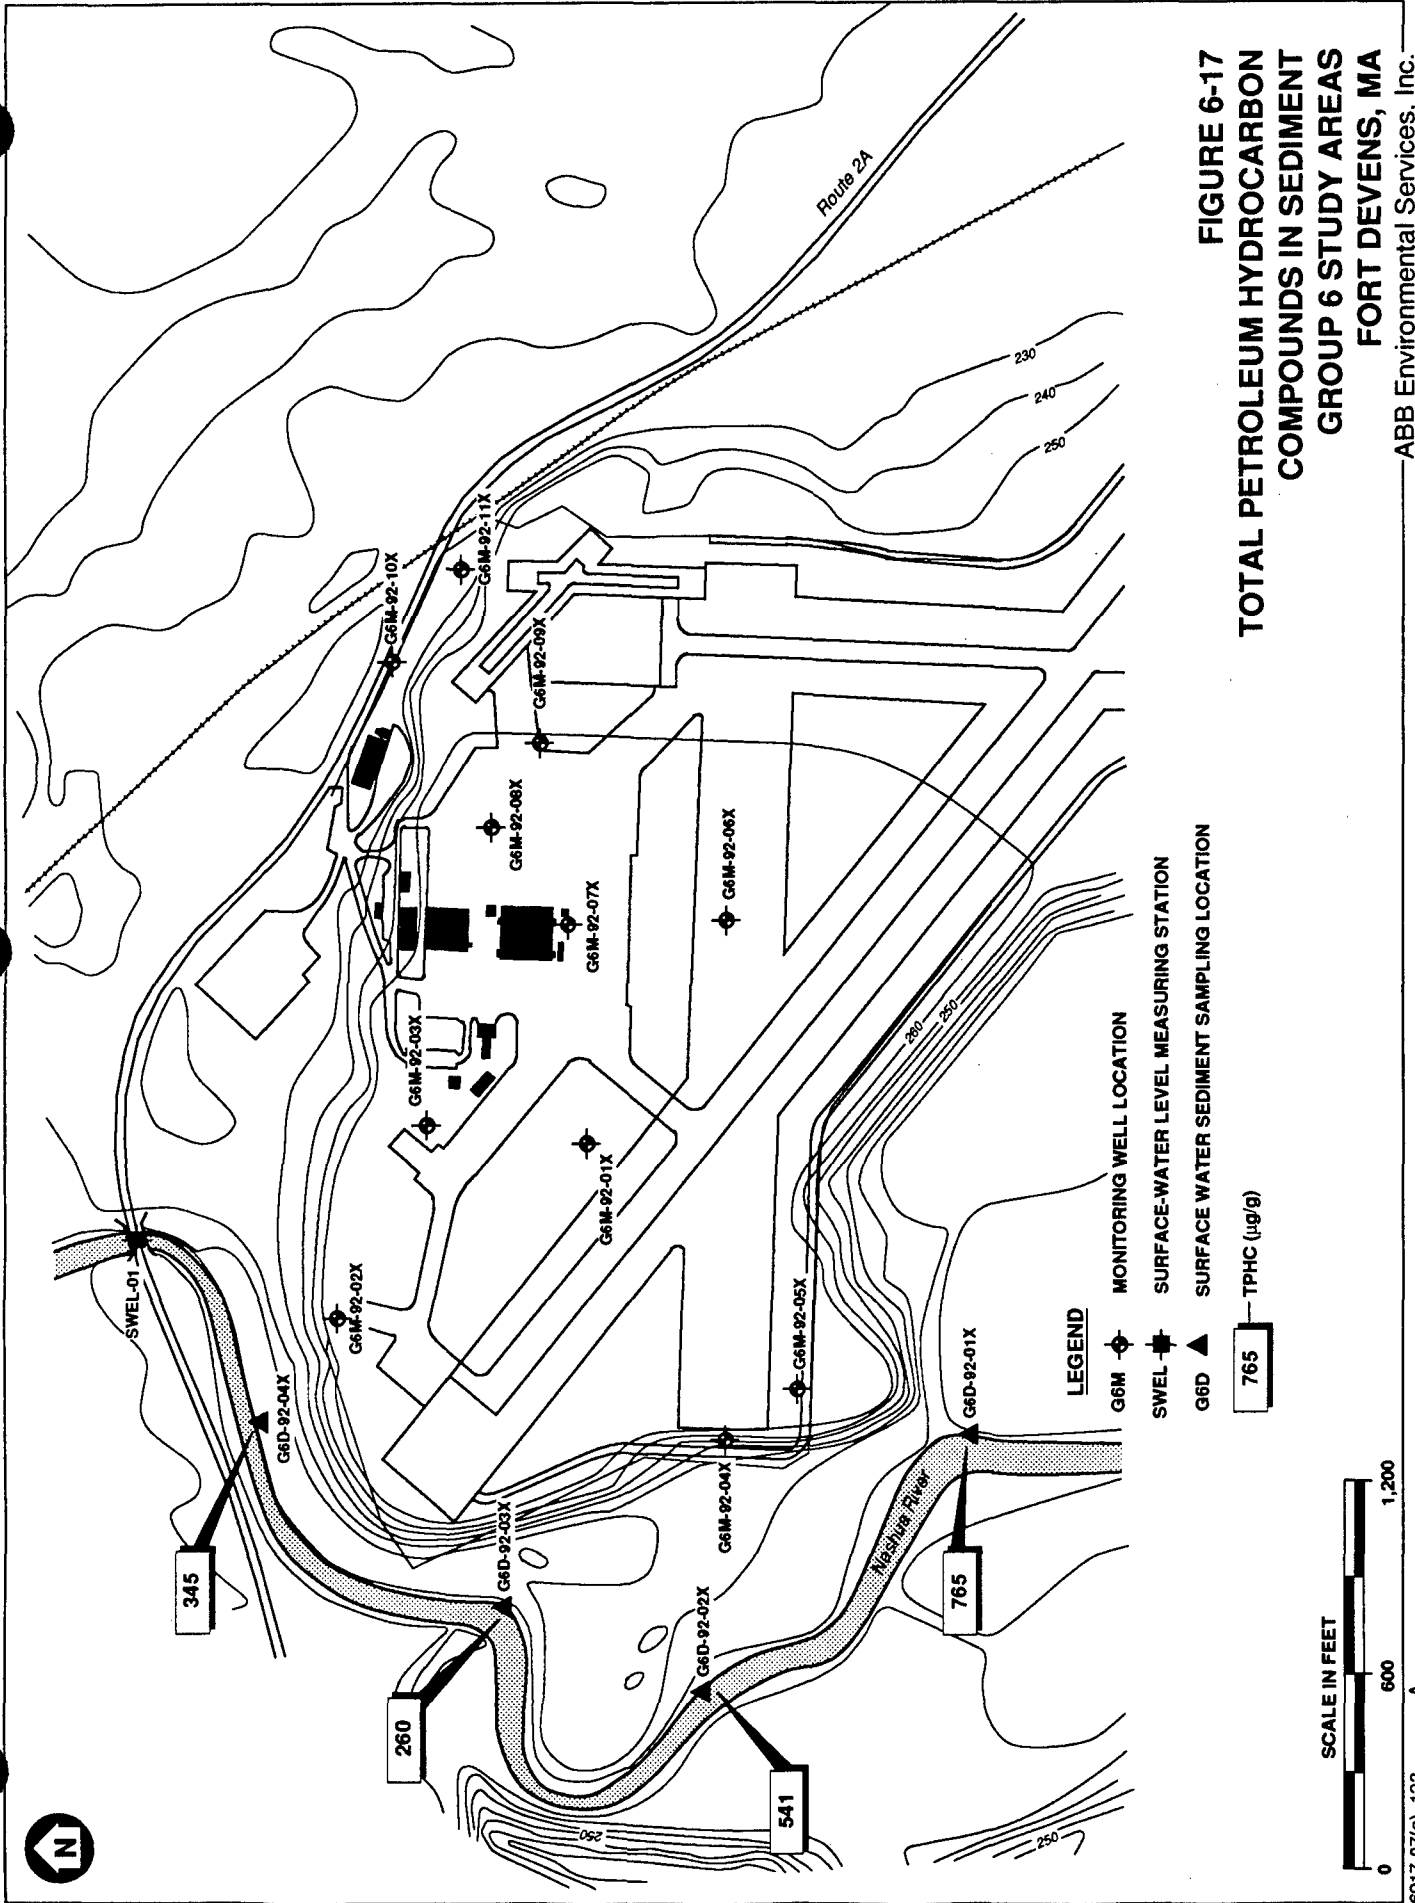 N
Route 2A
230
240
250
SWEL-01
G6M-92-10X
G6M-92-11X
G6M-92-09X
G6M-92-08X
G6M-92-03X
G6M-92-07X
G6M-92-06X
G6M-92-02X
G6M-92-01X
260
250
345
G6D-92-04X
G6M-92-05X
260
G6D-92-03X
G6M-92-04X
G6D-92-02X
Nashua River
G6D-92-01X
541
765
250
250
LEGEND
G6M MONITORING WELL LOCATION
SWEL SURFACE-WATER LEVEL MEASURING STATION
G6D SURFACE WATER SEDIMENT SAMPLING LOCATION
765 TPHC (µg/g)
SCALE IN FEET
0 600 1,200
FIGURE 6-17
TOTAL PETROLEUM HYDROCARBON
COMPOUNDS IN SEDIMENT
GROUP 6 STUDY AREAS
FORT DEVENS, MA
ABB Environmental Services, Inc.